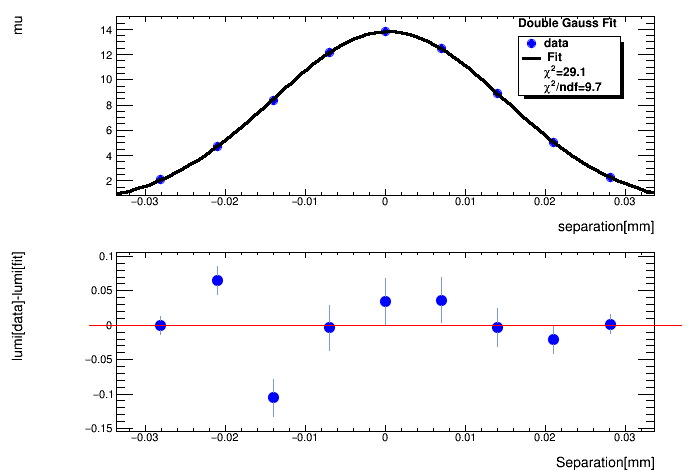 mu
Double Gauss Fit
data
Fit
χ²=29.1
χ²/ndf=9.7
14
12
10
8
6
4
2
−0.03 −0.02 −0.01 0 0.01 0.02 0.03
separation[mm]
lumi[data]-lumi[fit]
0.1
0.05
0
−0.05
−0.1
−0.15
−0.03 −0.02 −0.01 0 0.01 0.02 0.03
Separation[mm]